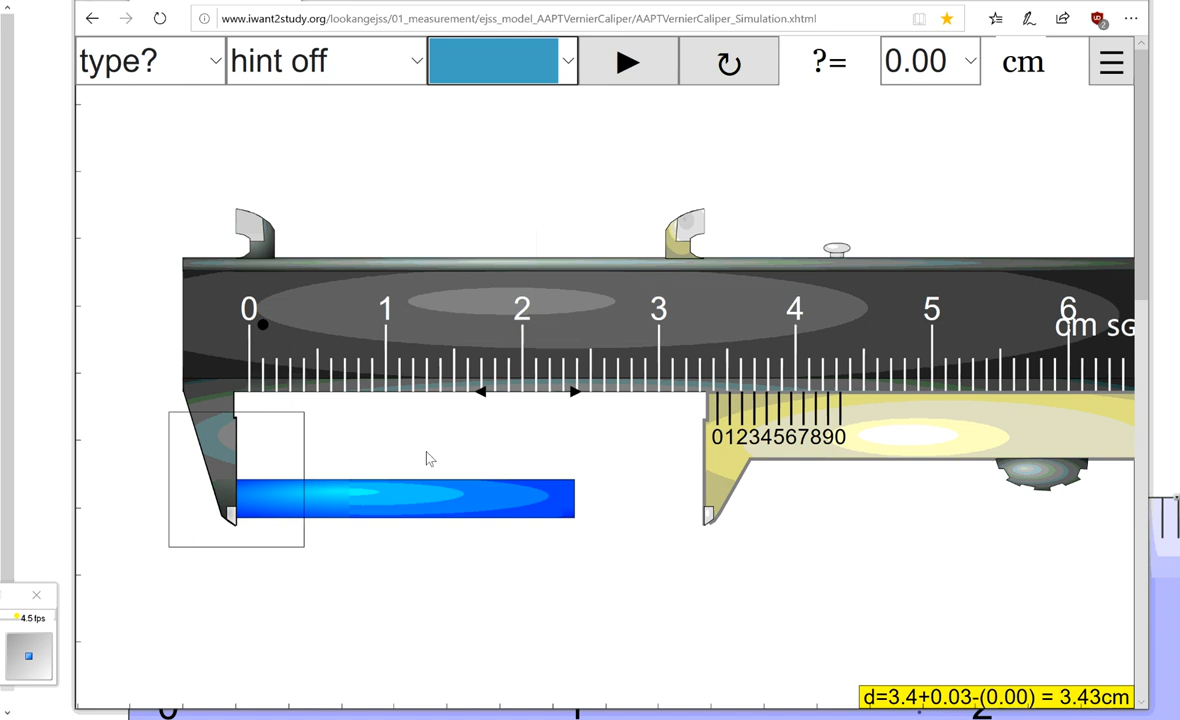 www.iwant2study.org/lookangejss/01_measurement/ejss_model_AAPTVernierCaliper/AAPTVernierCaliper_Simulation.xhtml
2
type? hint off ?= 0.00 cm
0 1 2 3 4 5 6
cm SG
01234567890
4.5 fps
d=3.4+0.03-(0.00) = 3.43cm